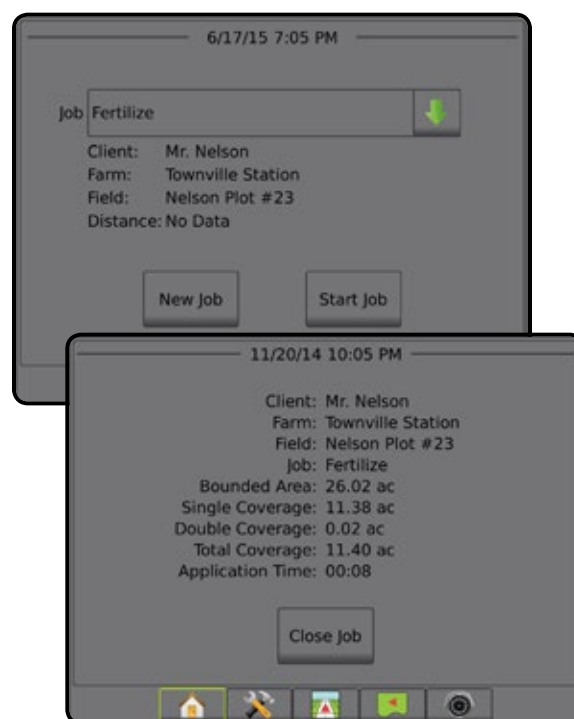 6/17/15 7:05 PM
Job Fertilize
Client: Mr. Nelson
Farm: Townville Station
Field: Nelson Plot #23
Distance: No Data
New Job Start Job
11/20/14 10:05 PM
Client: Mr. Nelson
Farm: Townville Station
Field: Nelson Plot #23
Job: Fertilize
Bounded Area: 26.02 ac
Single Coverage: 11.38 ac
Double Coverage: 0.02 ac
Total Coverage: 11.40 ac
Application Time: 00:08
Close Job